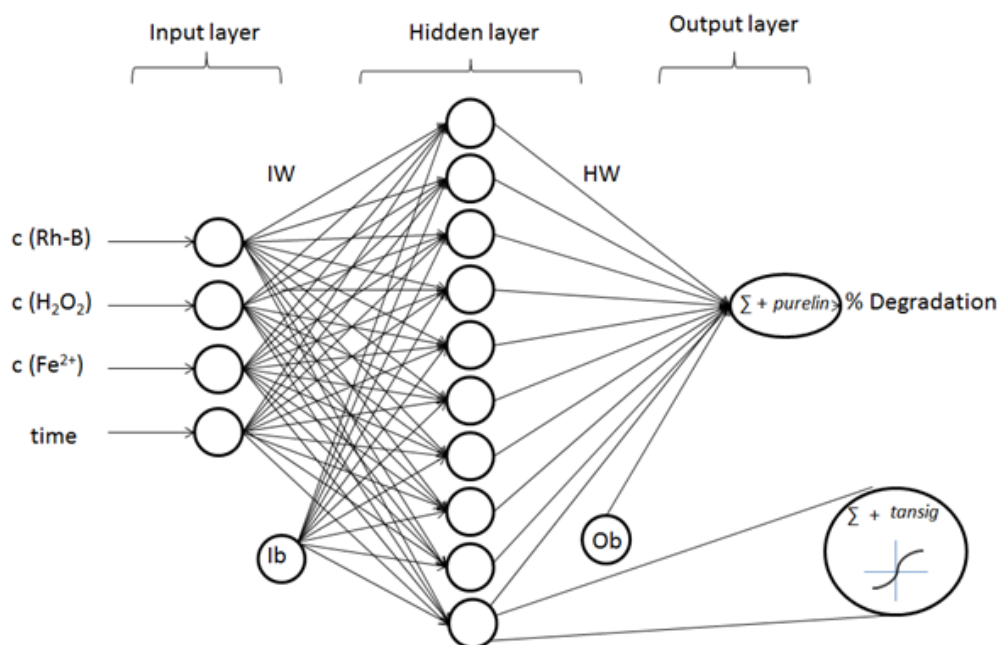 Input layer
Hidden layer
Output layer
IW
HW
c (Rh-B)
c (H₂O₂)
c (Fe²⁺)
time
∑ + purelin
% Degradation
Ib
Ob
∑ + tansig